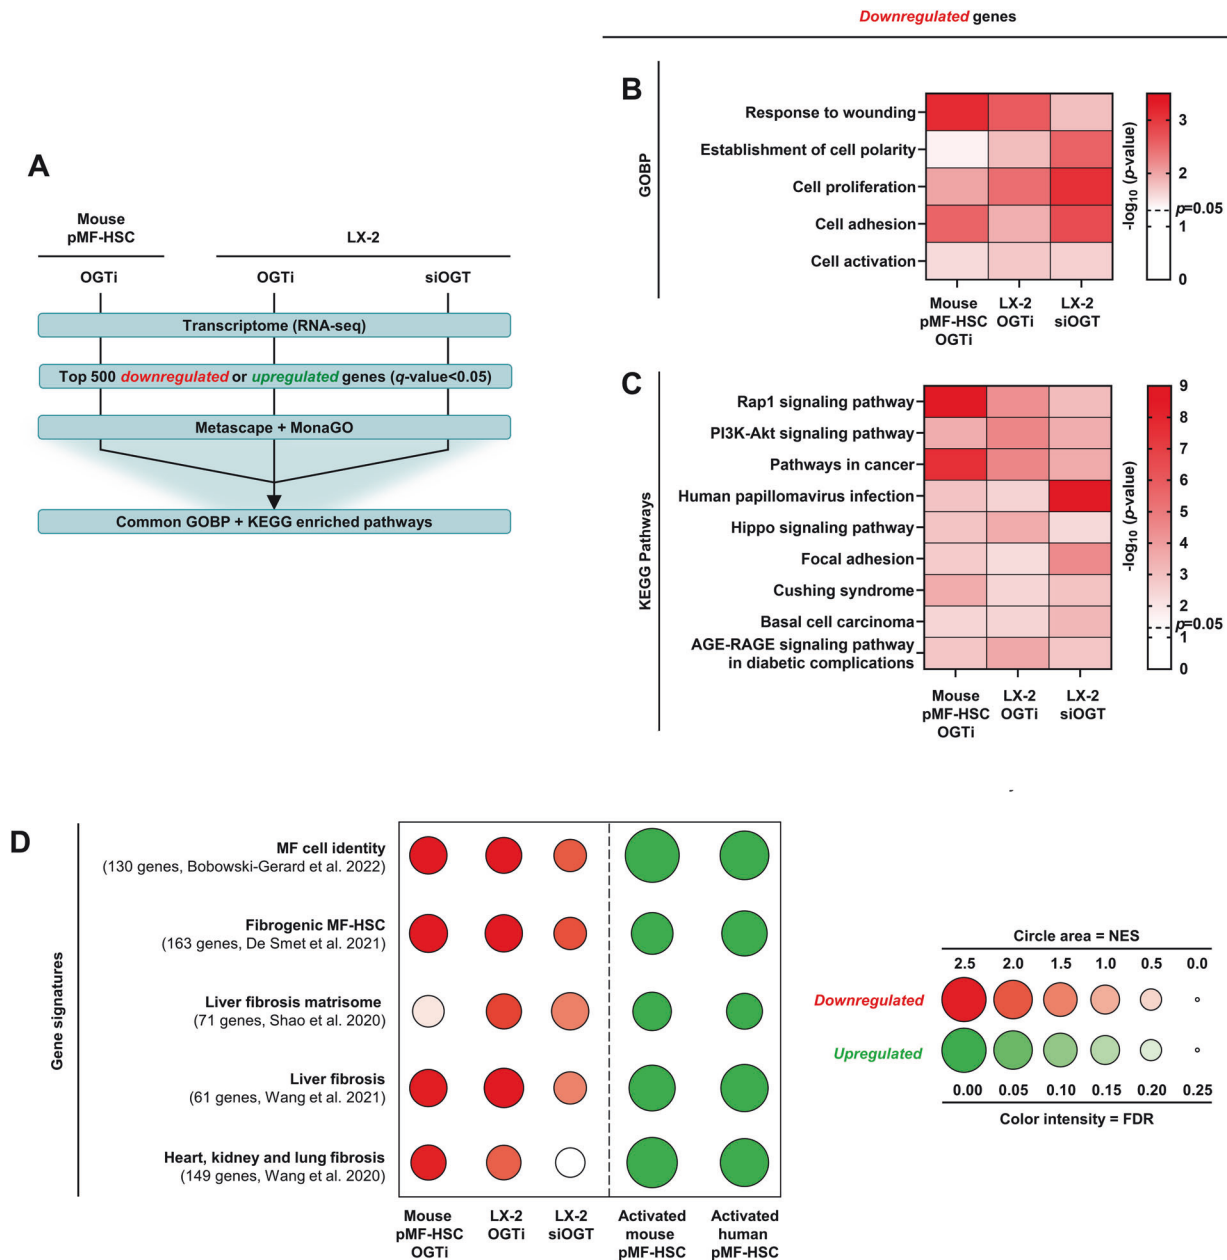 Downregulated genes
A
Mouse
pMF-HSC
LX-2
OGTi
OGTi
siOGT
Transcriptome (RNA-seq)
Top 500 downregulated or upregulated genes (q-value<0.05)
Metascape + MonaGO
Common GOBP + KEGG enriched pathways
B
GOBP
Response to wounding
Establishment of cell polarity
Cell proliferation
Cell adhesion
Cell activation
Mouse
pMF-HSC
OGTi
LX-2
OGTi
LX-2
siOGT
-log10 (p-value)
3
2
p=0.05
1
0
C
KEGG Pathways
Rap1 signaling pathway
PI3K-Akt signaling pathway
Pathways in cancer
Human papillomavirus infection
Hippo signaling pathway
Focal adhesion
Cushing syndrome
Basal cell carcinoma
AGE-RAGE signaling pathway
in diabetic complications
Mouse
pMF-HSC
OGTi
LX-2
OGTi
LX-2
siOGT
-log10 (p-value)
9
8
7
6
5
4
3
2
p=0.05
1
0
D
Gene signatures
MF cell identity
(130 genes, Bobowski-Gerard et al. 2022)
Fibrogenic MF-HSC
(163 genes, De Smet et al. 2021)
Liver fibrosis matrisome
(71 genes, Shao et al. 2020)
Liver fibrosis
(61 genes, Wang et al. 2021)
Heart, kidney and lung fibrosis
(149 genes, Wang et al. 2020)
Mouse
pMF-HSC
OGTi
LX-2
OGTi
LX-2
siOGT
Activated
mouse
pMF-HSC
Activated
human
pMF-HSC
Circle area = NES
2.5 2.0 1.5 1.0 0.5 0.0
Downregulated
Upregulated
0.00 0.05 0.10 0.15 0.20 0.25
Color intensity = FDR